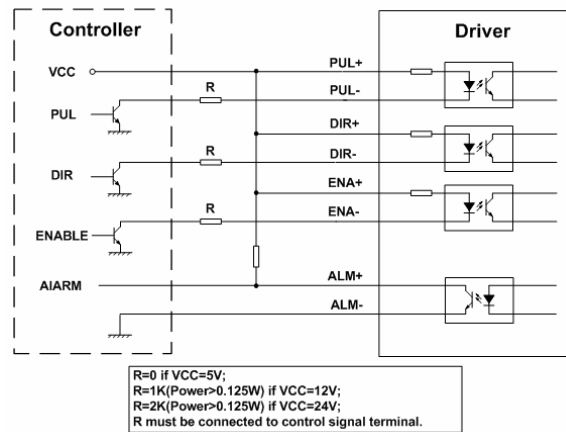 Controller
Driver
VCC
PUL+
R
PUL-
PUL
DIR+
R
DIR-
DIR
ENA+
R
ENA-
ENABLE
AIARM
ALM+
ALM-
R=0 if VCC=5V;
R=1K(Power>0.125W) if VCC=12V;
R=2K(Power>0.125W) if VCC=24V;
R must be connected to control signal terminal.